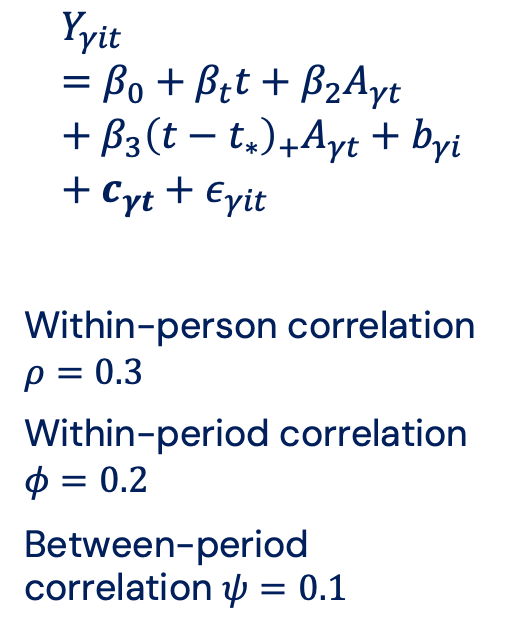 Y_{γit}
= β_0 + β_t t + β_2 A_{γt}
+ β_3 (t − t_*)_+ A_{γt} + b_{γi}
+ c_{γt} + ϵ_{γit}
Within-person correlation
ρ = 0.3
Within-period correlation
ϕ = 0.2
Between-period
correlation ψ = 0.1